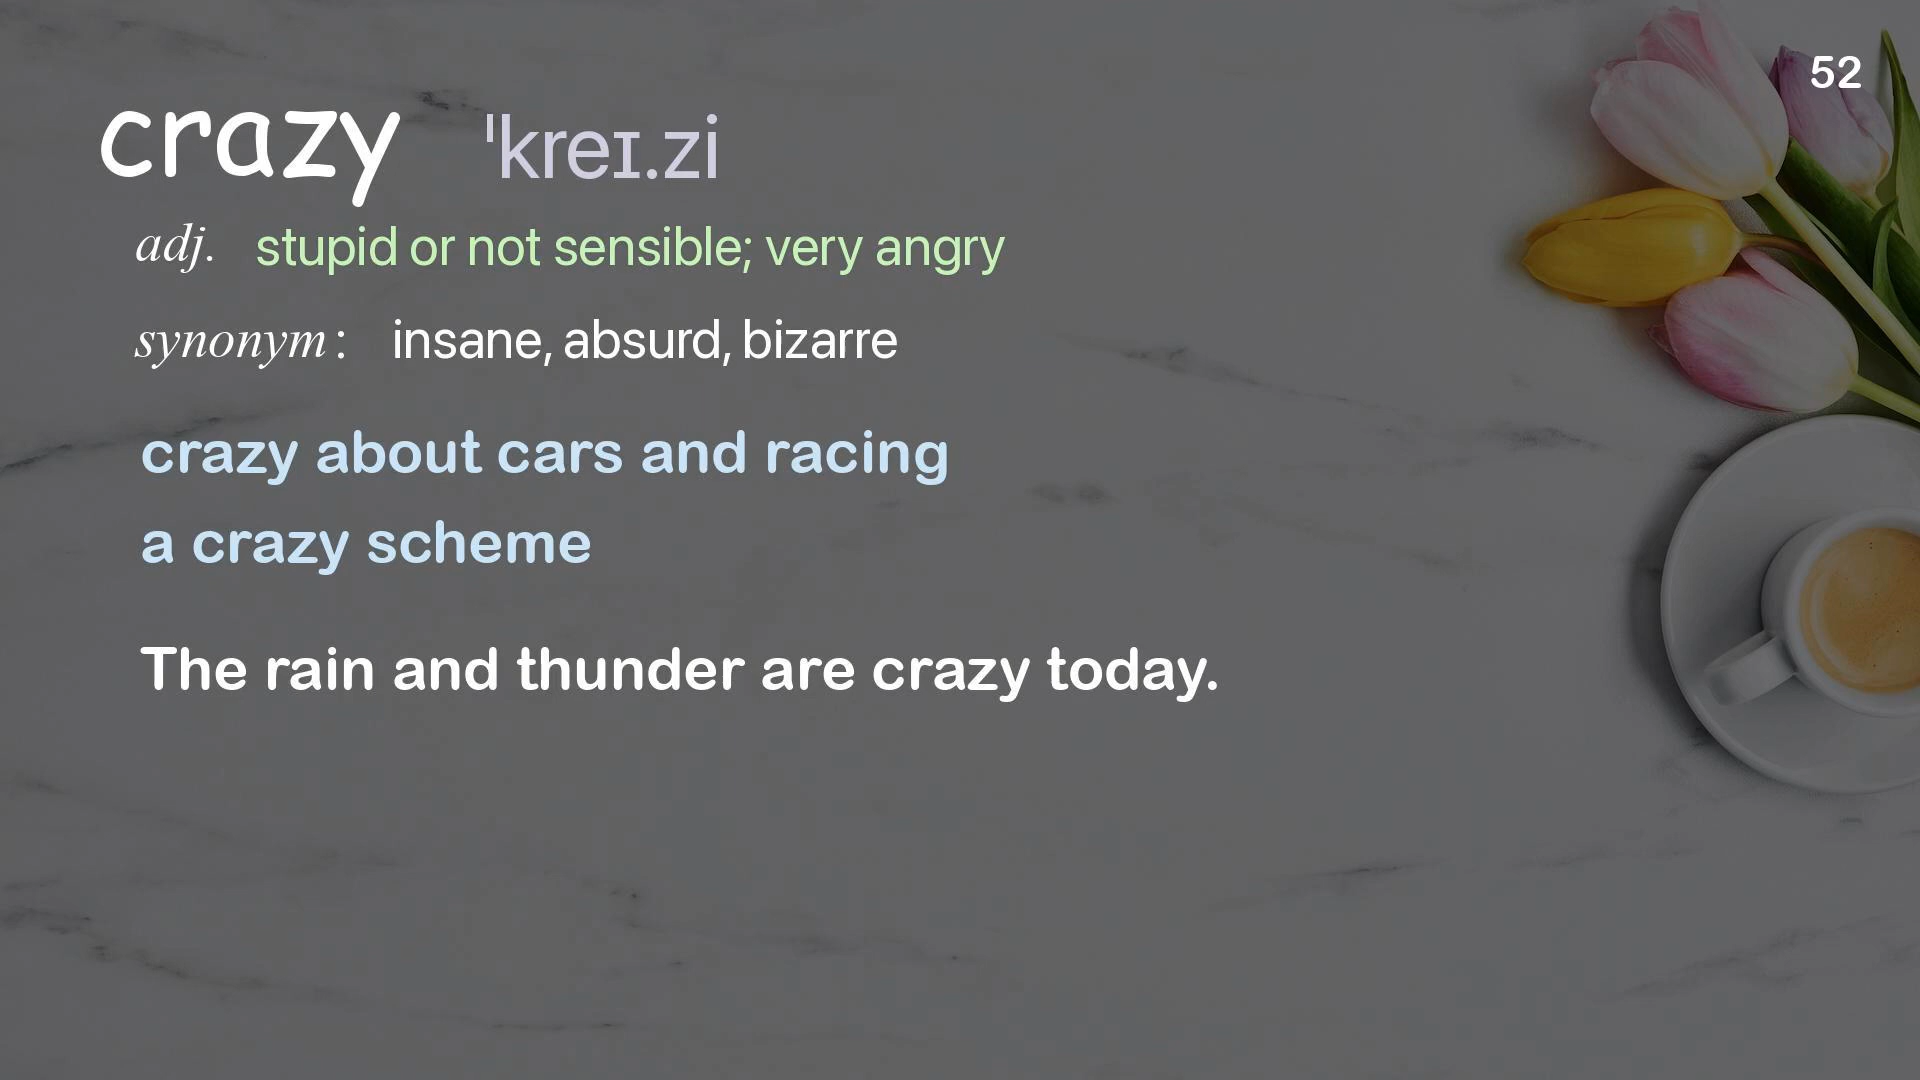 52
crazy ˈkreɪ.zi
adj. stupid or not sensible; very angry
synonym: insane, absurd, bizarre
crazy about cars and racing
a crazy scheme
The rain and thunder are crazy today.